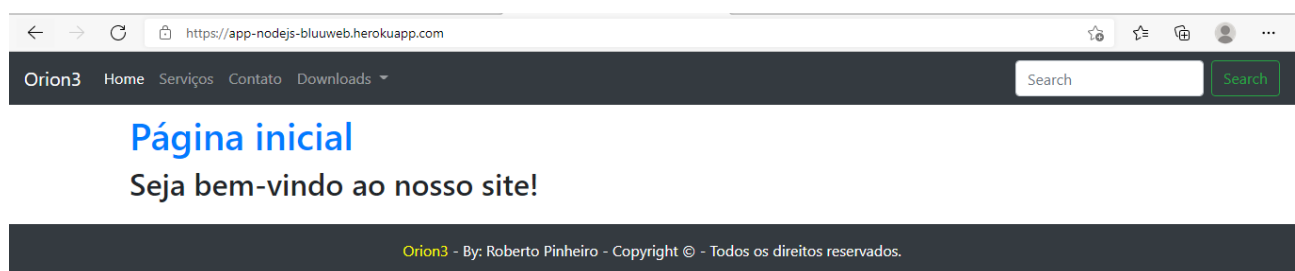 https://app-nodejs-bluuweb.herokuapp.com
Orion3 Home Serviços Contato Downloads Search Search
Página inicial
Seja bem-vindo ao nosso site!
Orion3 - By: Roberto Pinheiro - Copyright © - Todos os direitos reservados.